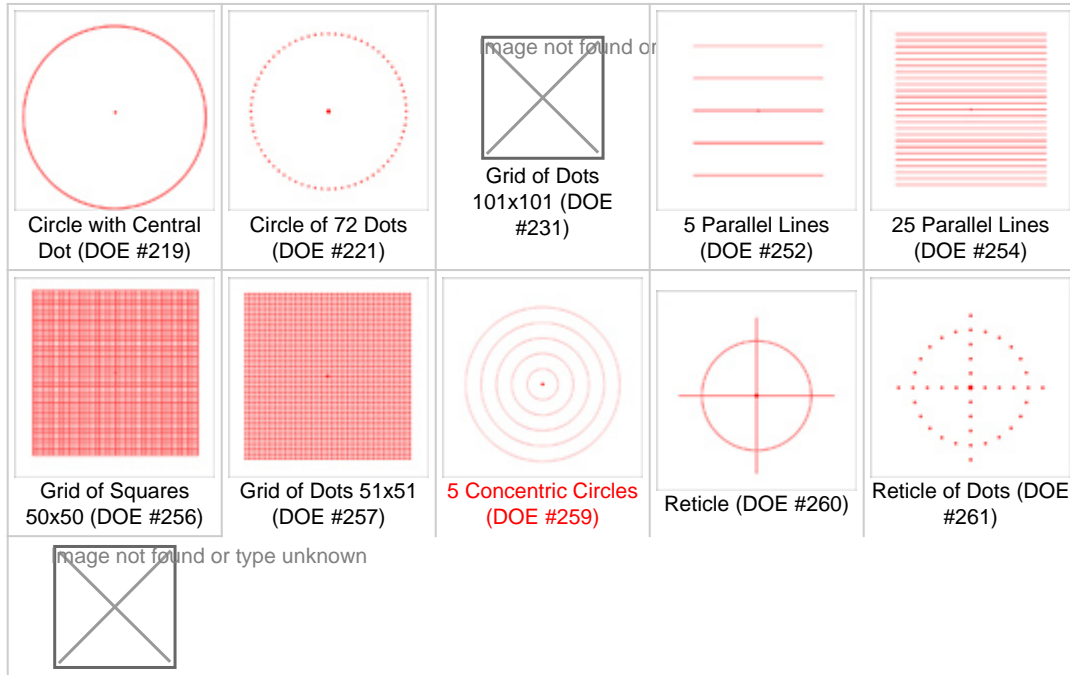 Image not found or
Circle with Central
Dot (DOE #219)
Circle of 72 Dots
(DOE #221)
Grid of Dots
101x101 (DOE
#231)
5 Parallel Lines
(DOE #252)
25 Parallel Lines
(DOE #254)
Grid of Squares
50x50 (DOE #256)
Grid of Dots 51x51
(DOE #257)
5 Concentric Circles
(DOE #259)
Reticle (DOE #260)
Reticle of Dots (DOE
#261)
Image not found or type unknown